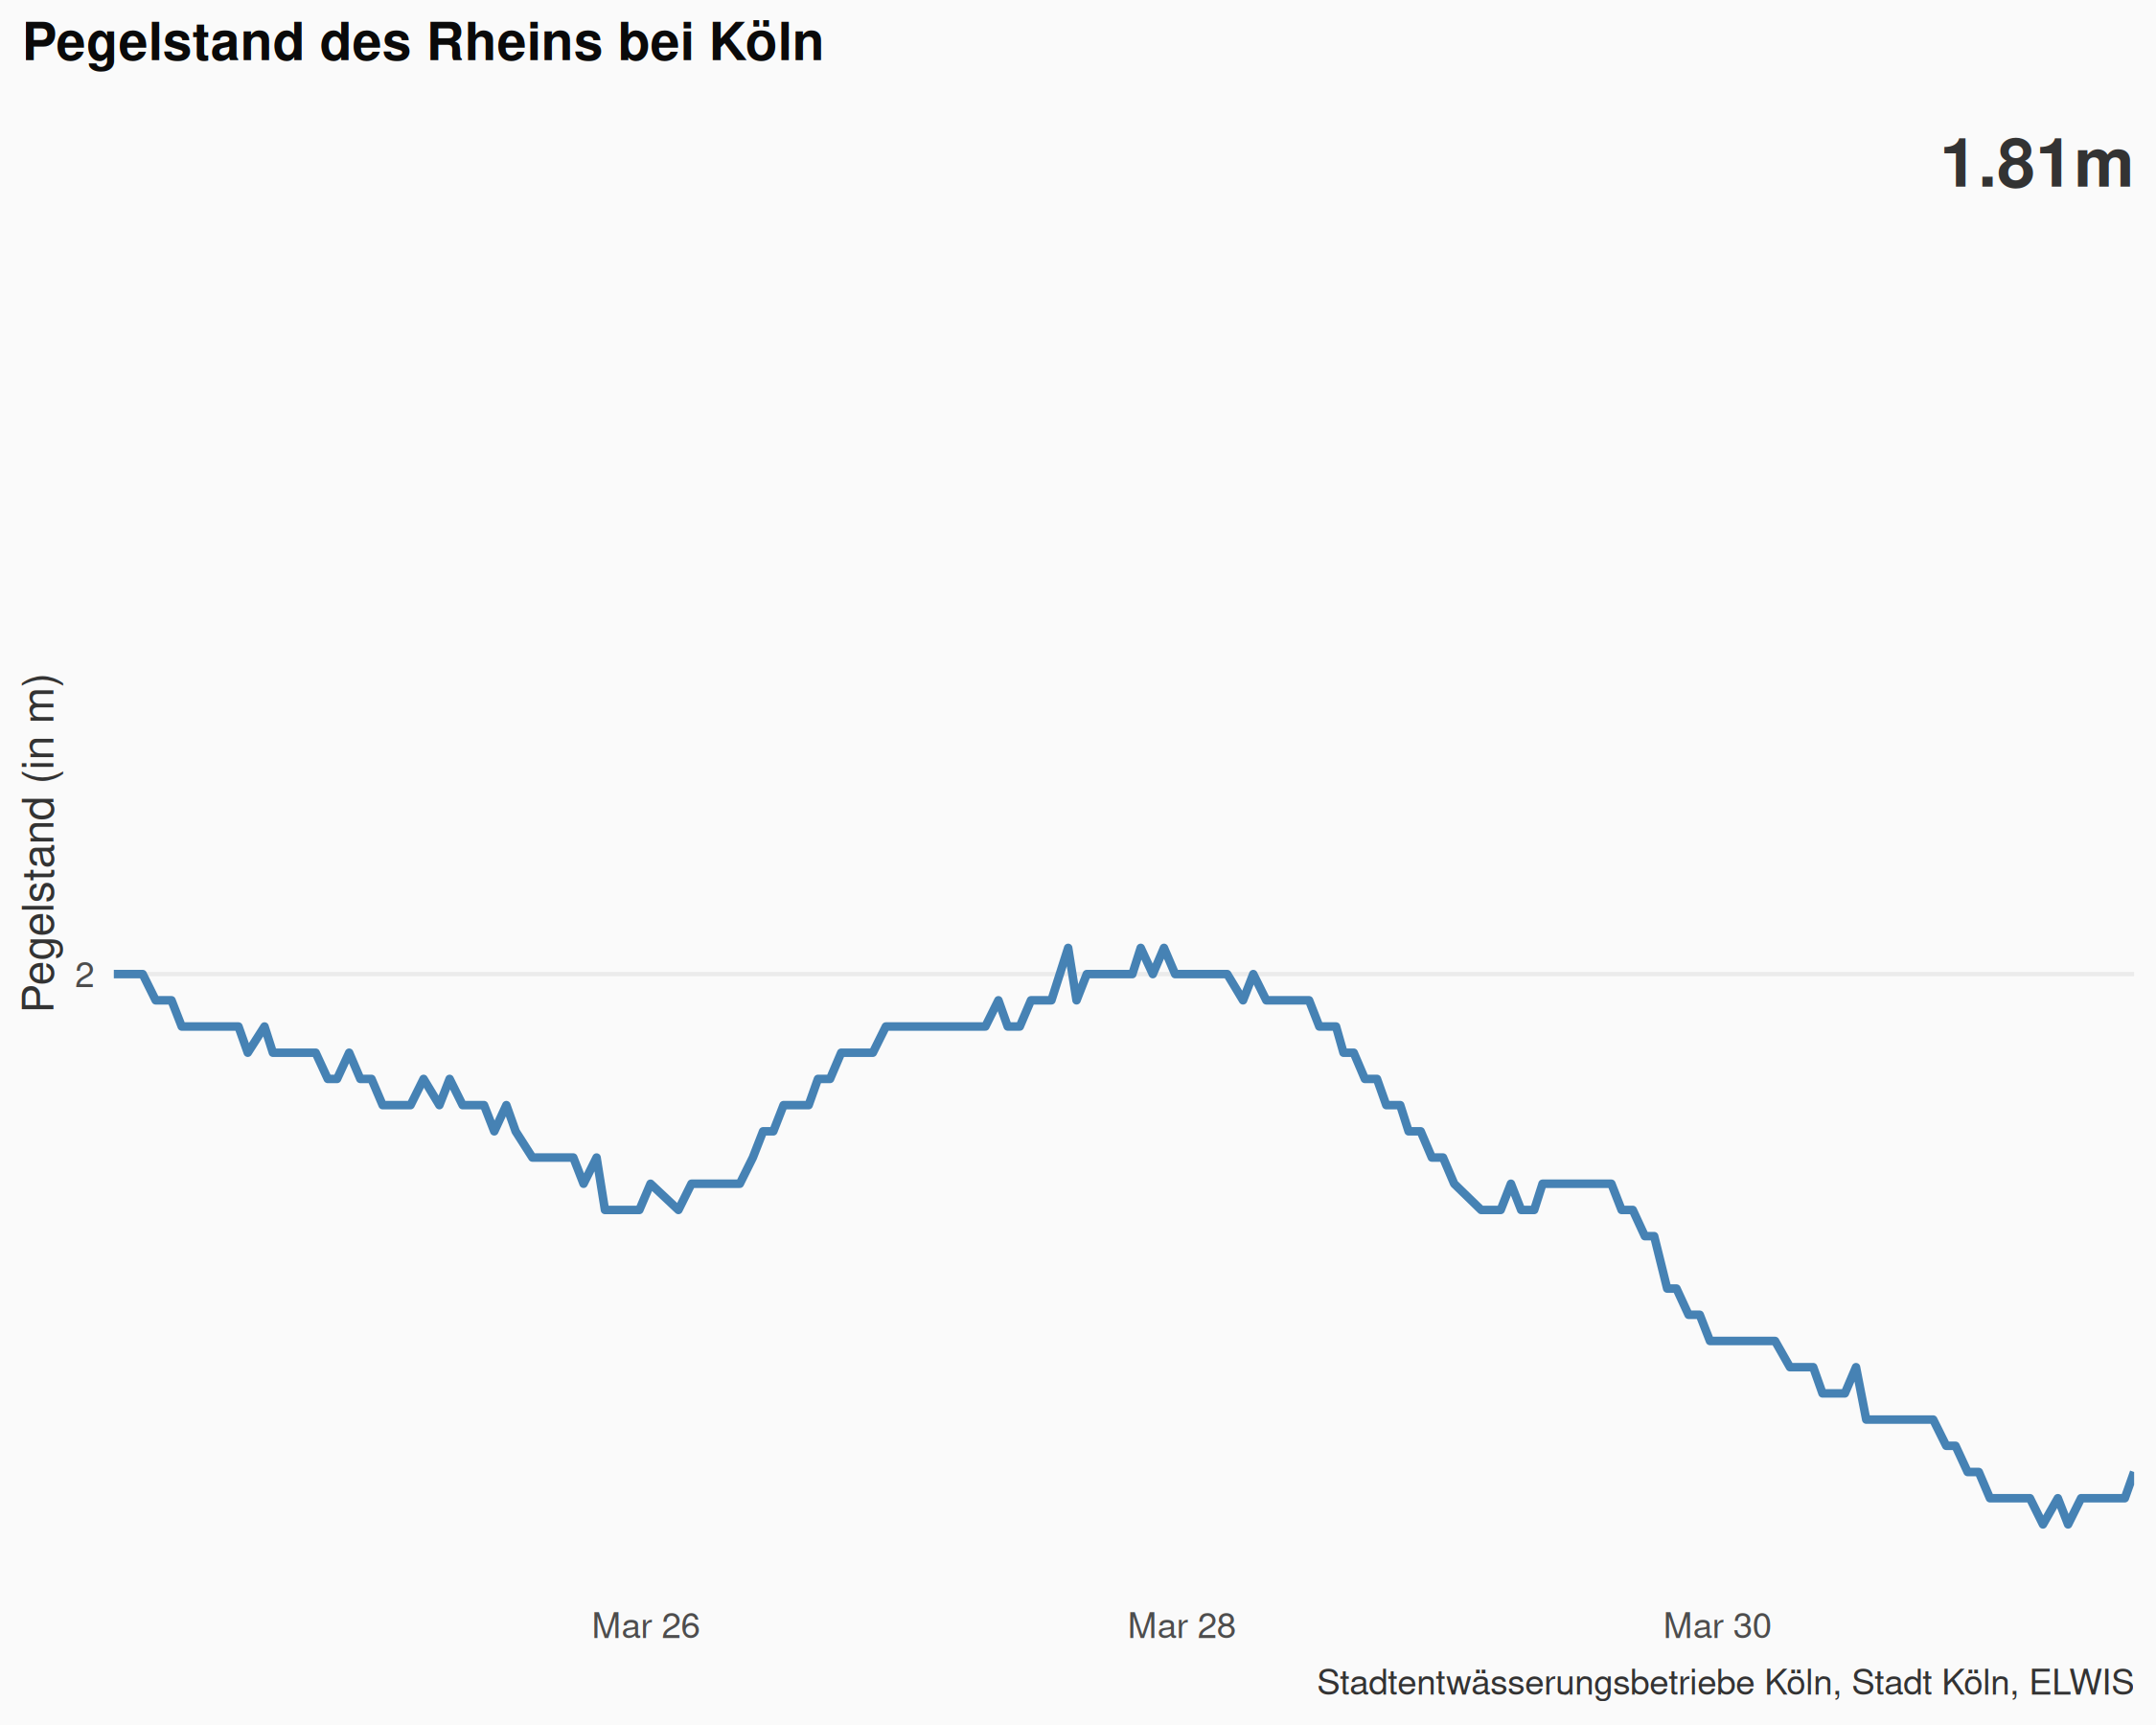 Pegelstand des Rheins bei Köln
1.81m
Pegelstand (in m)
2
Mar 26
Mar 28
Mar 30
Stadtentwässerungsbetriebe Köln, Stadt Köln, ELWIS